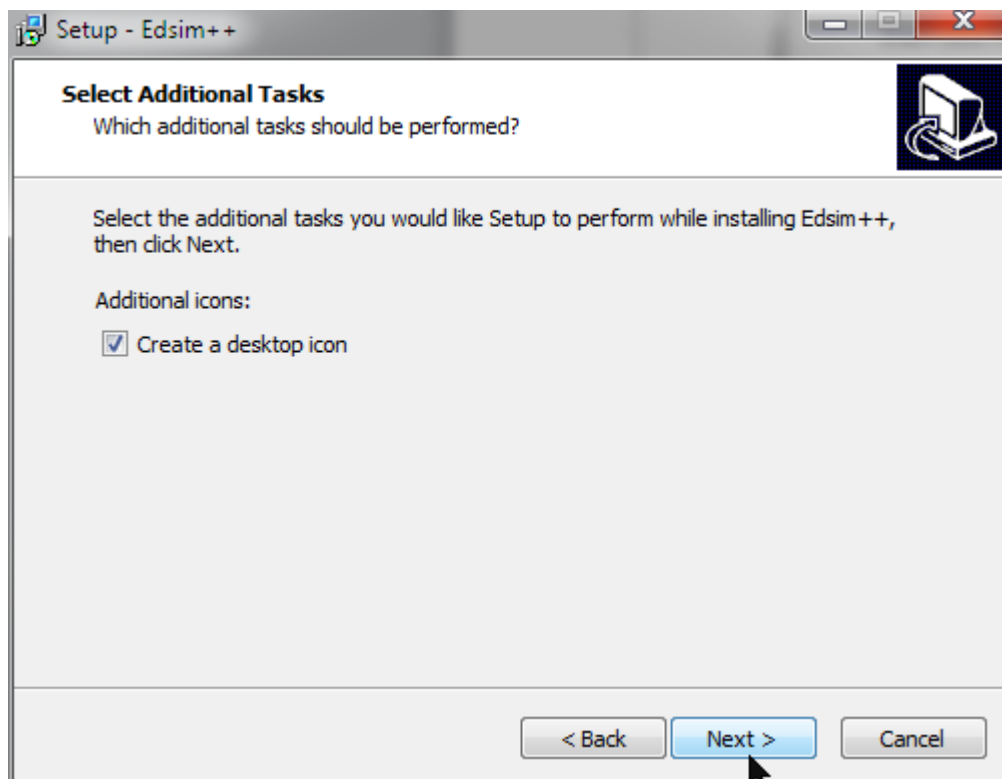 Setup - Edsim++
Select Additional Tasks
Which additional tasks should be performed?
Select the additional tasks you would like Setup to perform while installing Edsim++,
then click Next.
Additional icons:
Create a desktop icon
< Back Next > Cancel